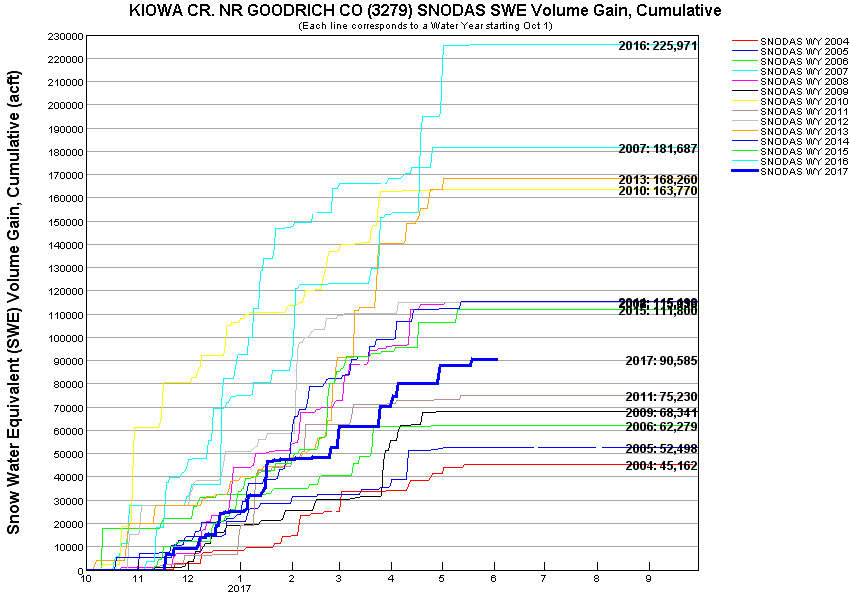 KIOWA CR. NR GOODRICH CO (3279) SNODAS SWE Volume Gain, Cumulative
(Each line corresponds to a Water Year starting Oct 1)
Snow Water Equivalent (SWE) Volume Gain, Cumulative (acft)
230000
220000
210000
200000
190000
180000
170000
160000
150000
140000
130000
120000
110000
100000
90000
80000
70000
60000
50000
40000
30000
20000
10000
0
2016: 225,971
2007: 181,687
2013: 168,260
2010: 163,770
2015: 111,800
2017: 90,585
2011: 75,230
2009: 68,341
2006: 62,279
2005: 52,498
2004: 45,162
10 11 12 1 2 3 4 5 6 7 8 9
2017
SNODAS WY 2004
SNODAS WY 2005
SNODAS WY 2006
SNODAS WY 2007
SNODAS WY 2008
SNODAS WY 2009
SNODAS WY 2010
SNODAS WY 2011
SNODAS WY 2012
SNODAS WY 2013
SNODAS WY 2014
SNODAS WY 2015
SNODAS WY 2016
SNODAS WY 2017